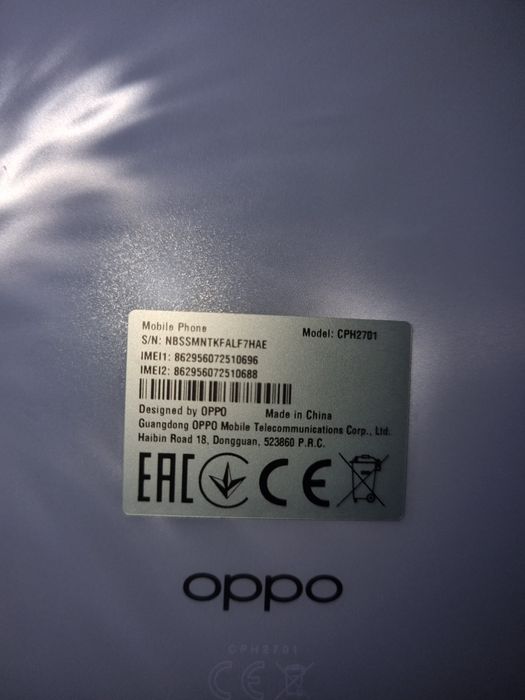 Mobile Phone
Model: CPH2701
S/N: NBSSMNTKFALF7HAE
IMEI1: 862956072510696
IMEI2: 862956072510688
Designed by OPPO Made in China
Guangdong OPPO Mobile Telecommunications Corp., Ltd.
Haibin Road 18, Dongguan, 523860 P.R.C.
EAC CE
oppo
CPH2701
CE